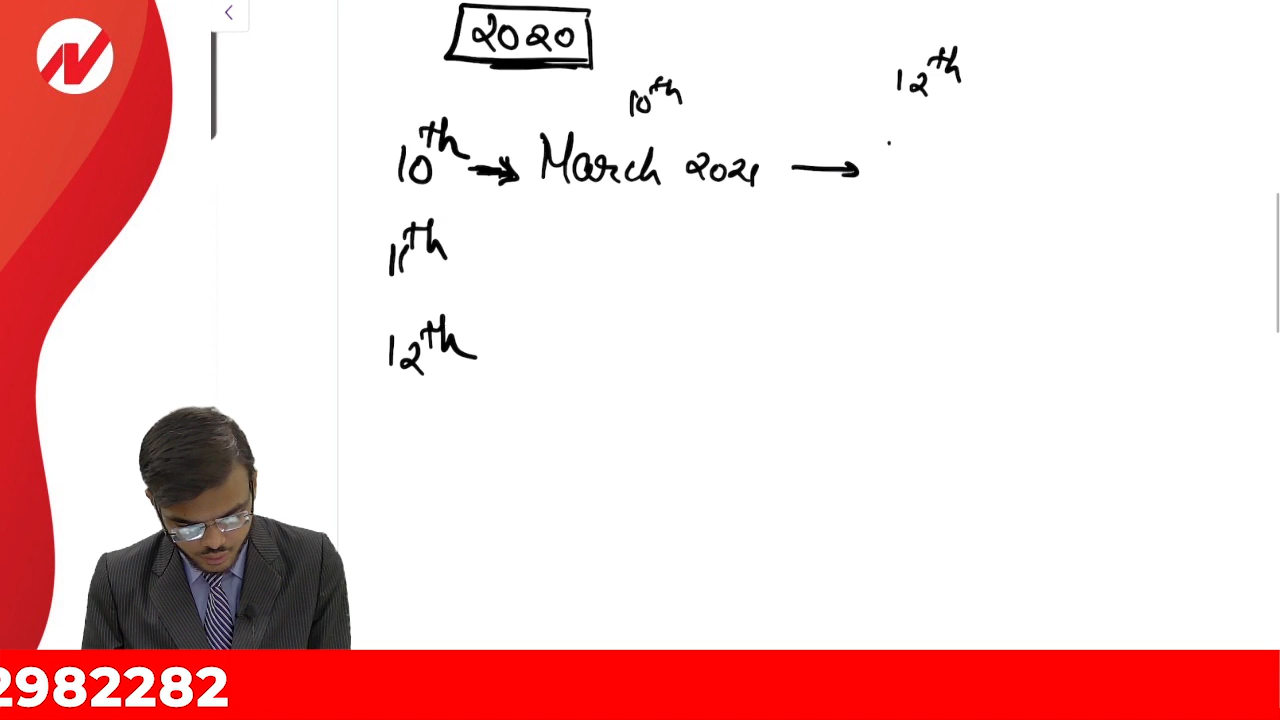 2020
10th 12th
10th → March 2021 →
11th
12th
2982282